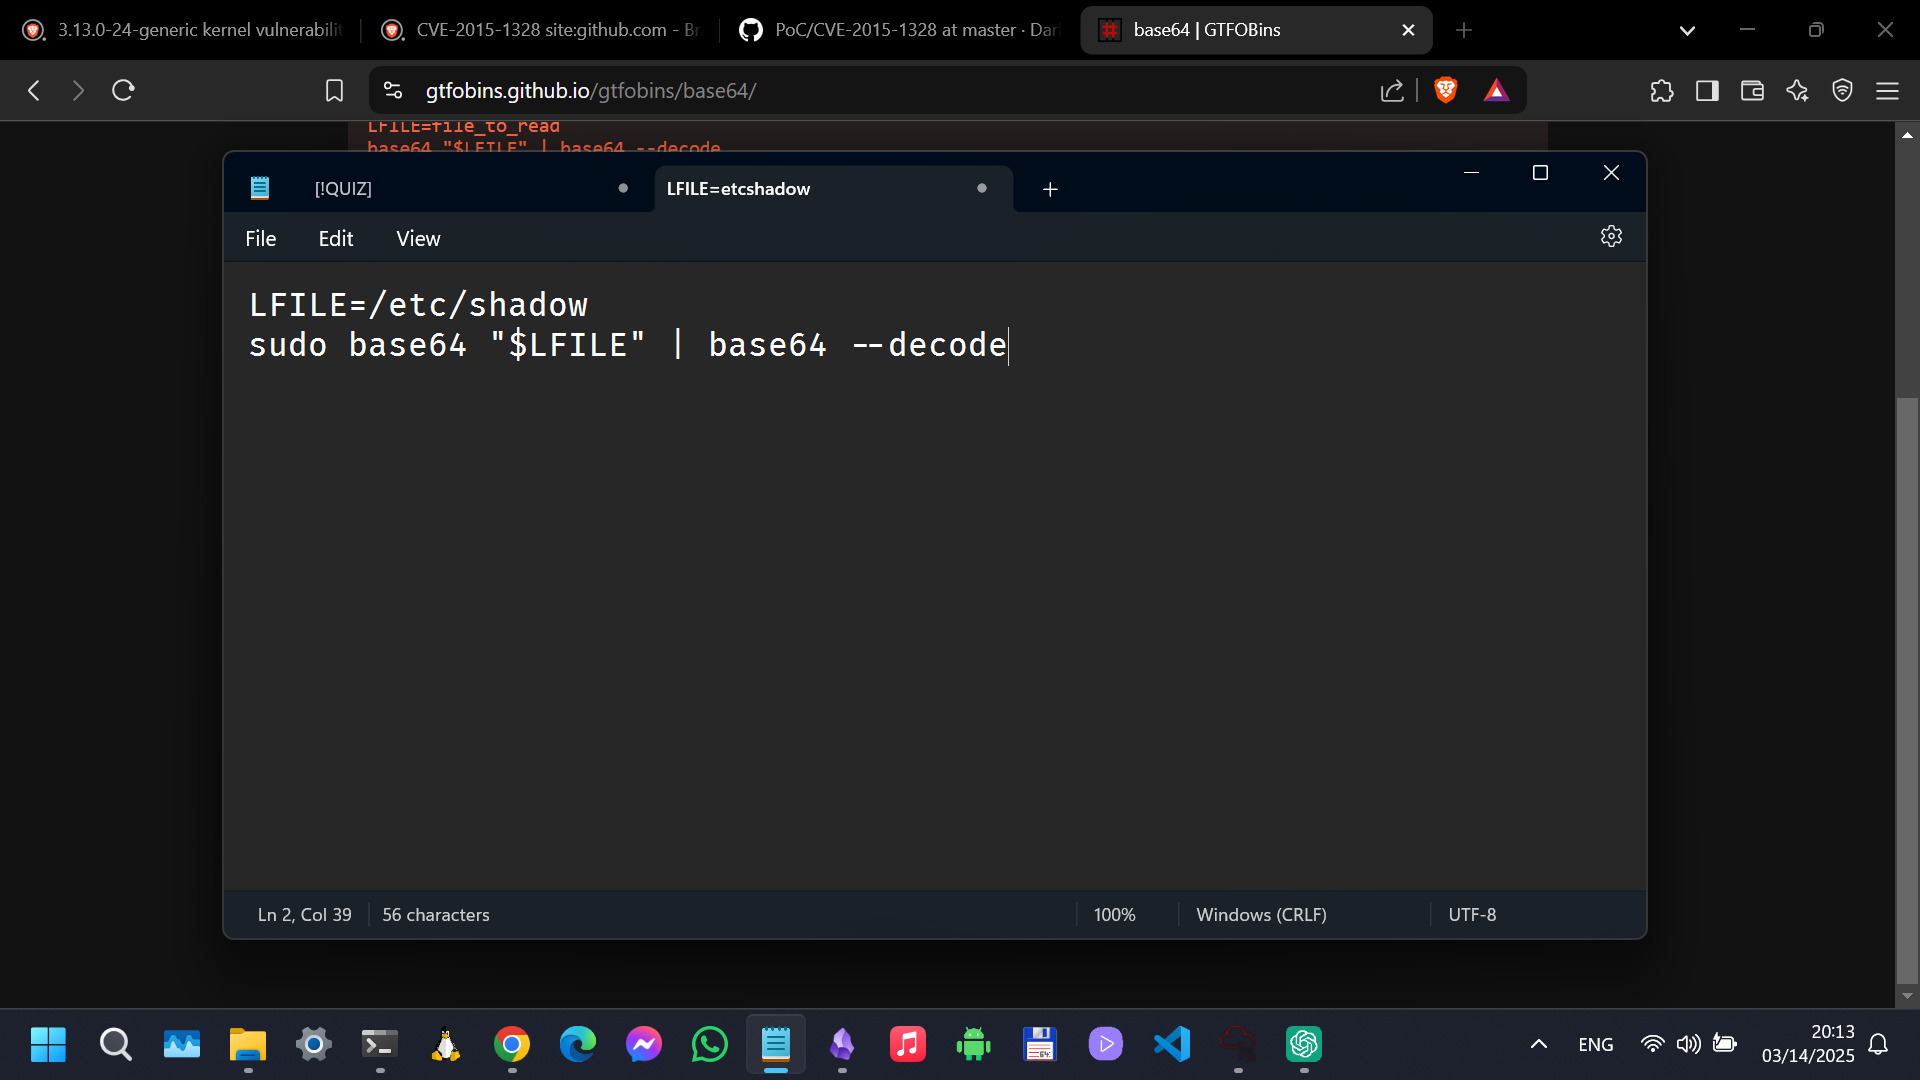 3.13.0-24-generic kernel vulnerabilit
CVE-2015-1328 site:github.com - Br
PoC/CVE-2015-1328 at master · Dar
base64 | GTFOBins
gtfobins.github.io/gtfobins/base64/
LFILE=file_to_read
base64 "$LFILE" | base64 --decode
[!QUIZ]
LFILE=etcshadow
File Edit View
LFILE=/etc/shadow
sudo base64 "$LFILE" | base64 --decode
Ln 2, Col 39
56 characters
100%
Windows (CRLF)
UTF-8
64
ENG
20:13
03/14/2025